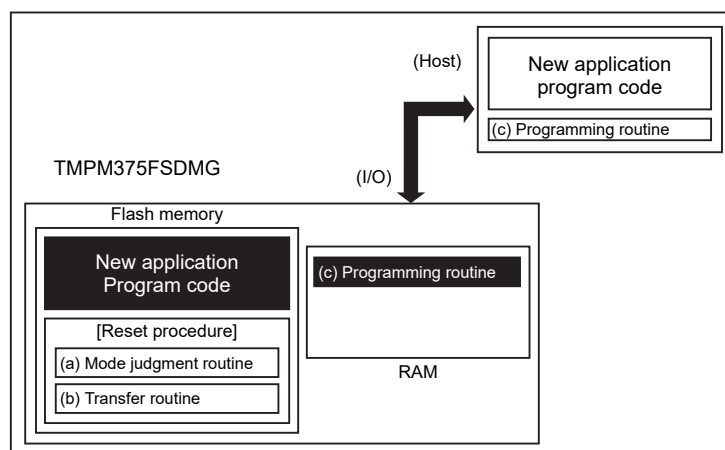 (Host)
New application
program code
(c) Programming routine
TMPM375FSDMG
(I/O)
Flash memory
New application
Program code
(c) Programming routine
[Reset procedure]
(a) Mode judgment routine
(b) Transfer routine
RAM